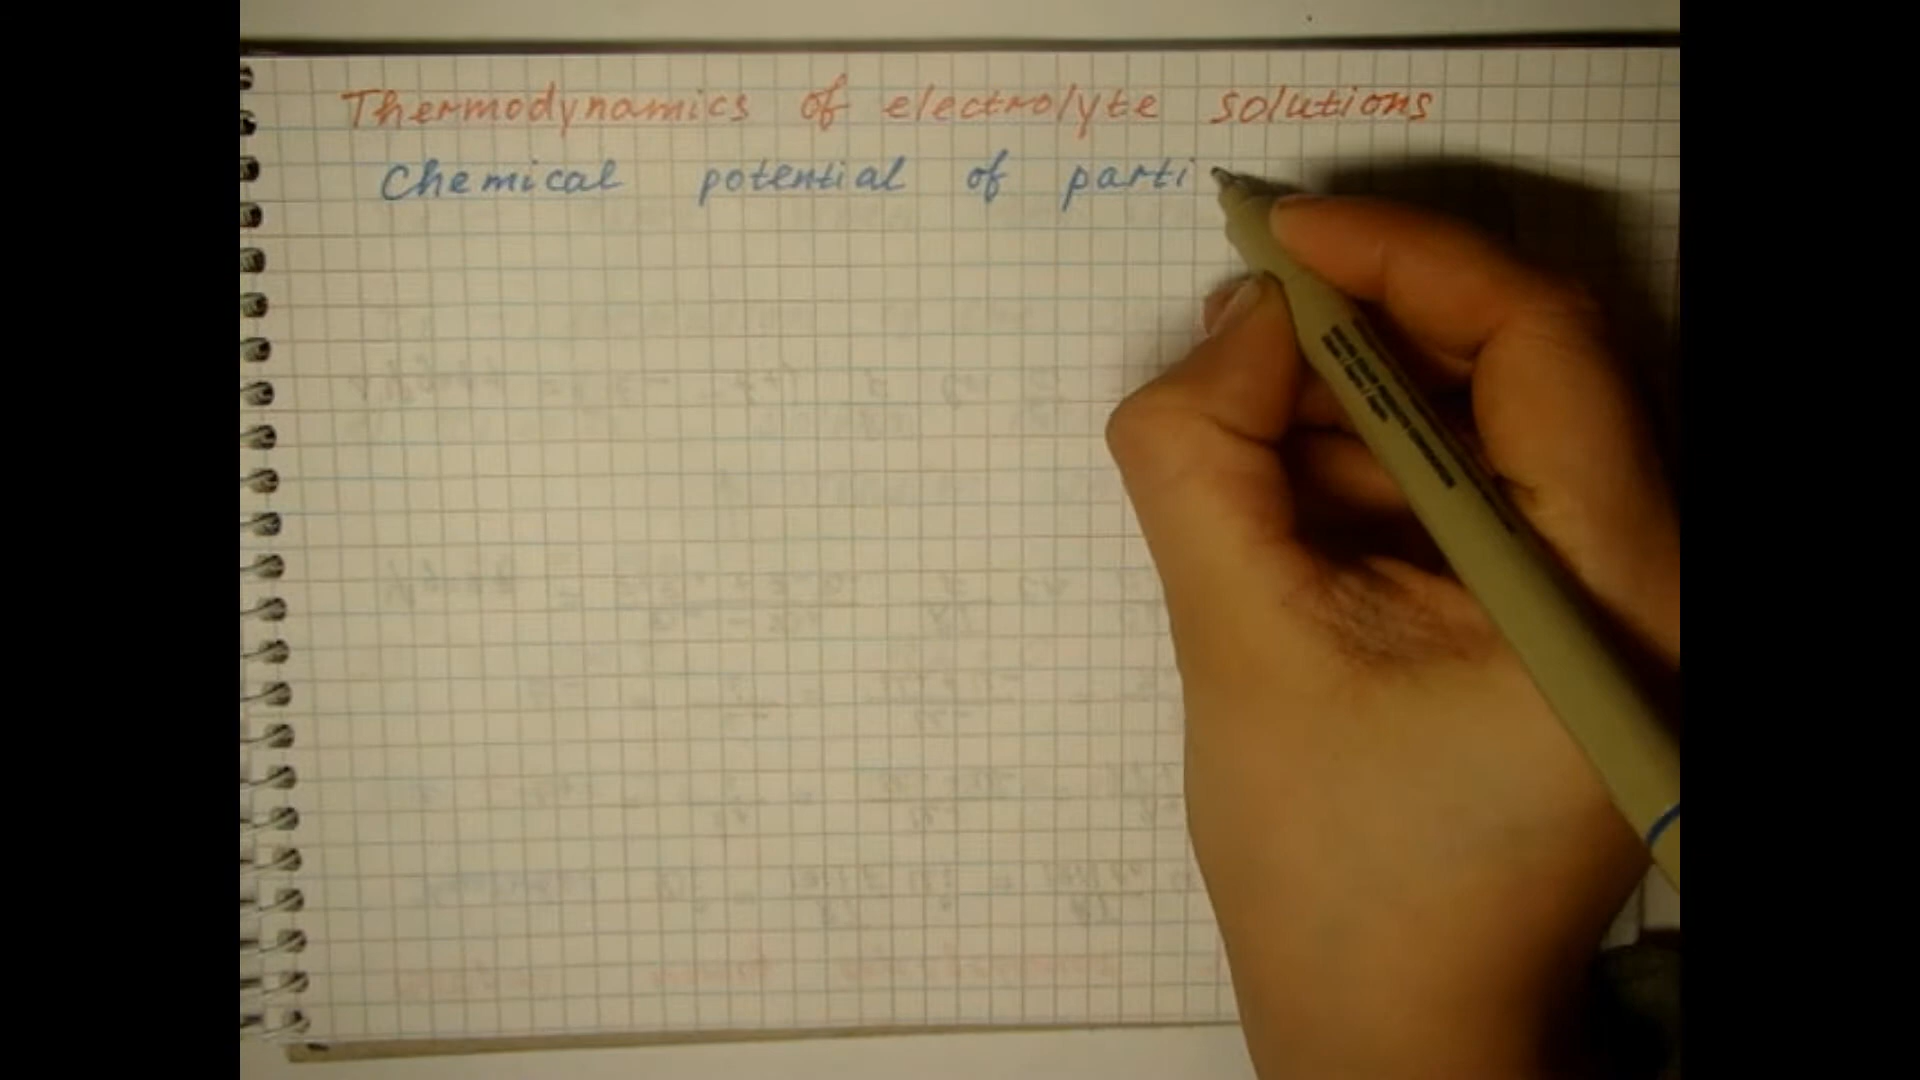 Thermodynamics of electrolyte solutions
Chemical potential of parti